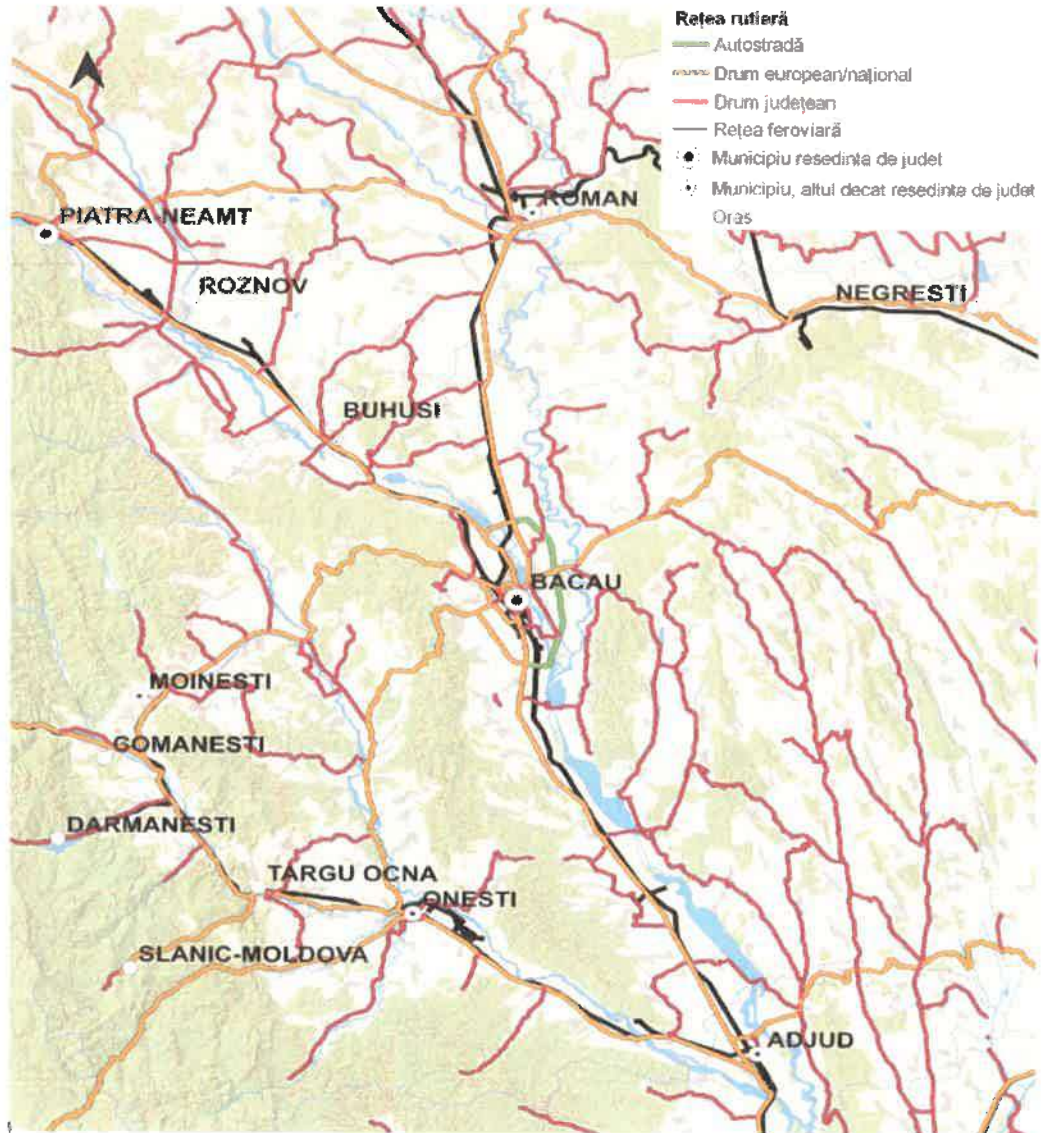 Rețea rutieră
Autostradă
Drum european/național
Drum județean
Rețea feroviară
Municipiu resedinta de judet
Municipiu, altul decat resedinta de judet
Oras
ROMAN
PIATRA-NEAMT
ROZNOV
NEGRESTI
BUHUSI
BACAU
MOINESTI
COMANESTI
DARMANESTI
TARGU OCNA
ONESTI
SLANIC-MOLDOVA
ADJUD